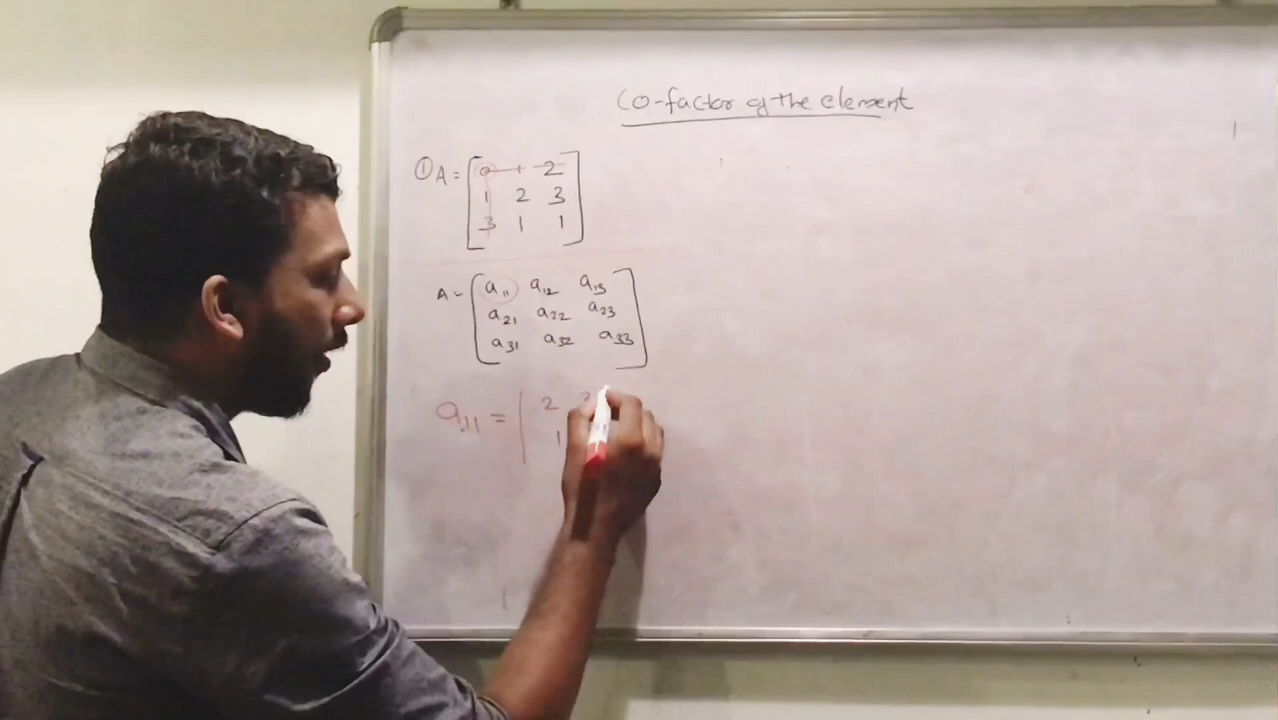 Co-factor of the element
① A = [ 0 1 2
1 2 3
3 1 1 ]
A = [ a11 a12 a13
a21 a22 a23
a31 a32 a33 ]
a11 = | 2
1